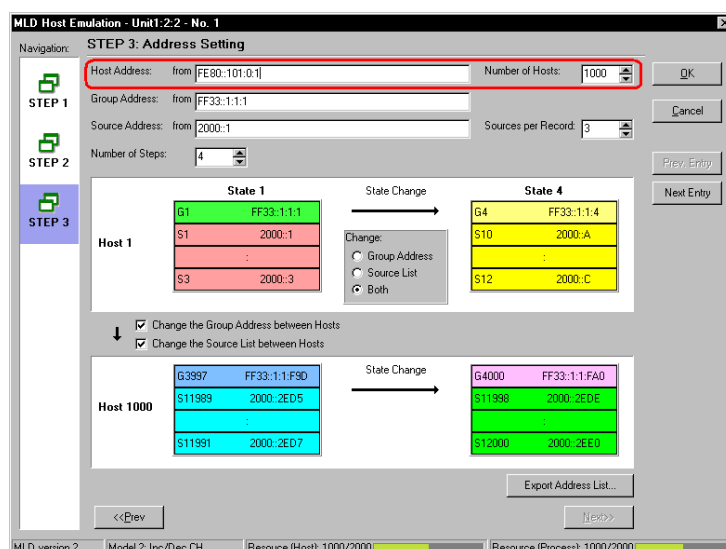 MLD Host Emulation - Unit1:2:2 - No. 1
Navigation:
STEP 1
STEP 2
STEP 3
STEP 3: Address Setting
Host Address: from FE80::101:0:1 Number of Hosts: 1000
Group Address: from FF33::1:1:1
Source Address: from 2000::1 Sources per Record: 3
Number of Steps: 4
OK
Cancel
Prev. Entry
Next Entry
State 1 State Change State 4
Host 1
G1 FF33::1:1:1
S1 2000::1
:
S3 2000::3
Change:
Group Address
Source List
Both
G4 FF33::1:1:4
S10 2000::A
:
S12 2000::C
Change the Group Address between Hosts
Change the Source List between Hosts
Host 1000
G3997 FF33::1:1:F9D
S11989 2000::2ED5
:
S11991 2000::2ED7
State Change
G4000 FF33::1:1:FA0
S11998 2000::2EDE
:
S12000 2000::2EE0
Export Address List...
<<Prev
Next>>
MLD version 2 Model 2: Inc/Dec CH Resouce (Host): 1000/2000 Resource (Process): 1000/2000